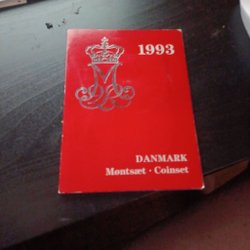 1993
DANMARK
Møntsæt · Coinset